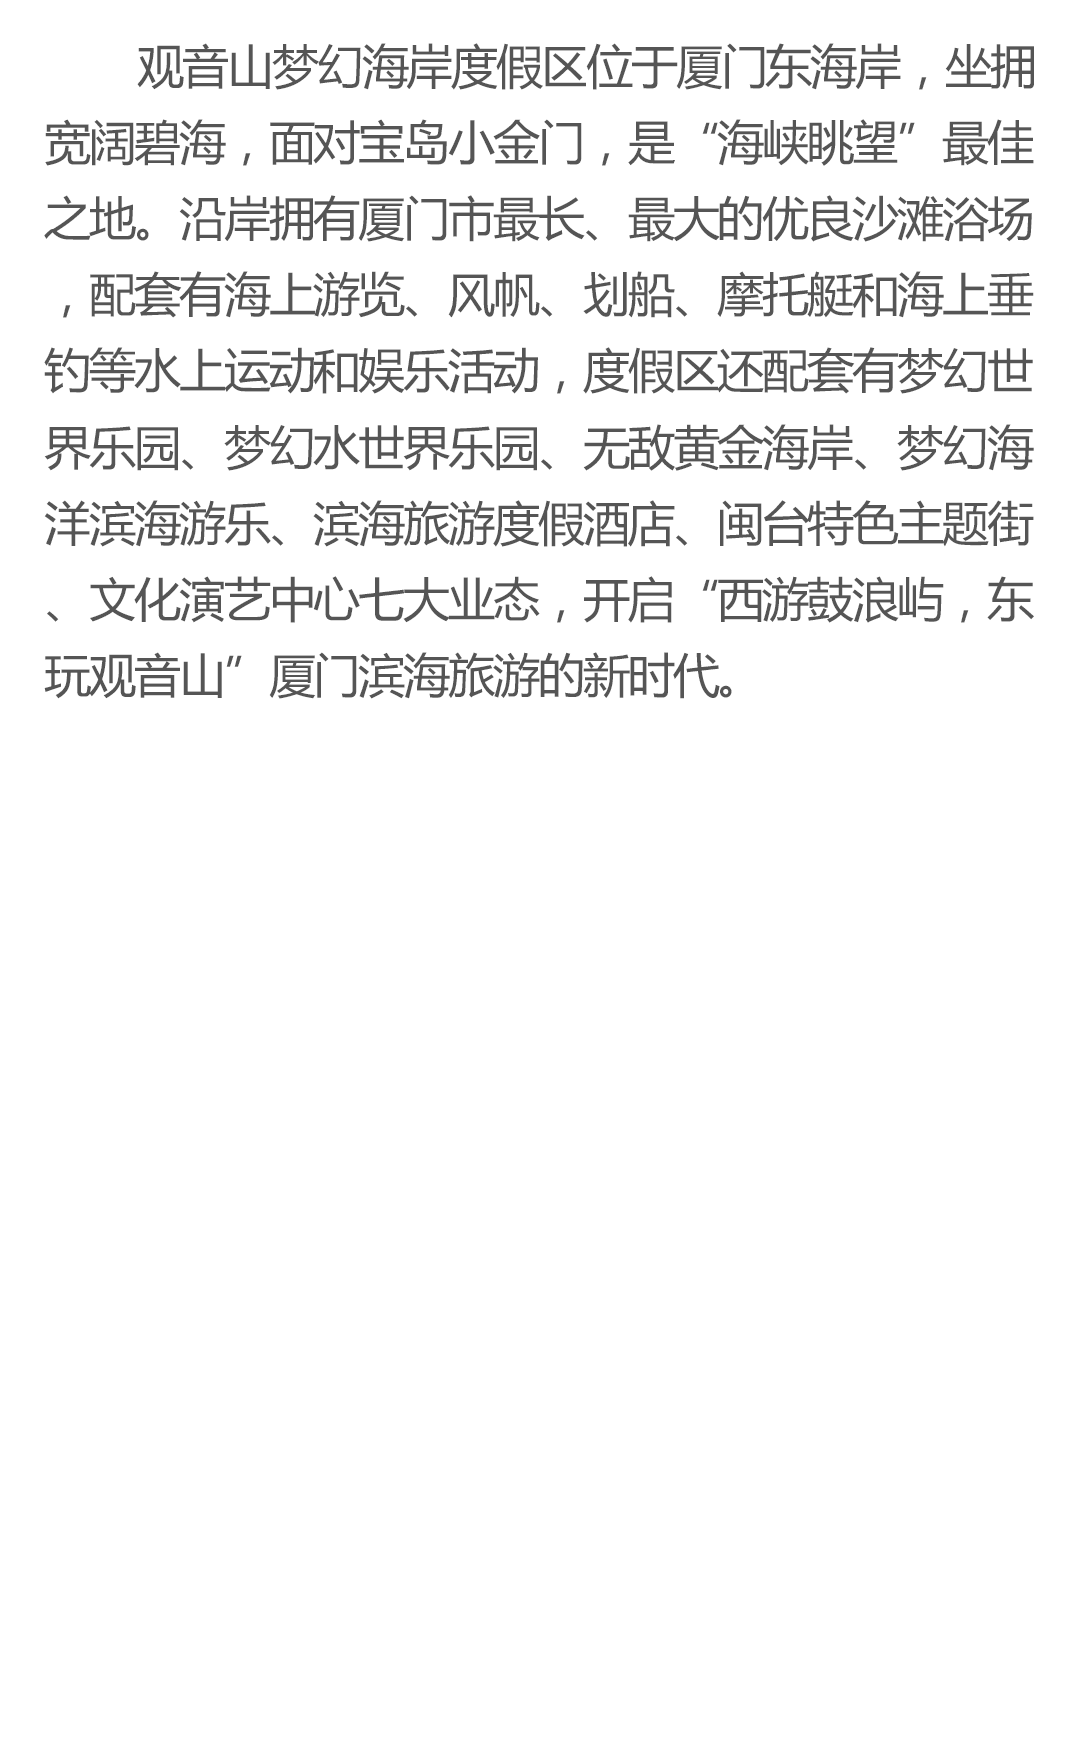 观音山梦幻海岸度假区位于厦门东海岸，坐拥
宽阔碧海，面对宝岛小金门，是“海峡眺望”最佳
之地。沿岸拥有厦门市最长、最大的优良沙滩浴场
，配套有海上游览、风帆、划船、摩托艇和海上垂
钓等水上运动和娱乐活动，度假区还配套有梦幻世
界乐园、梦幻水世界乐园、无敌黄金海岸、梦幻海
洋滨海游乐、滨海旅游度假酒店、闽台特色主题街
、文化演艺中心七大业态，开启“西游鼓浪屿，东
玩观音山”厦门滨海旅游的新时代。